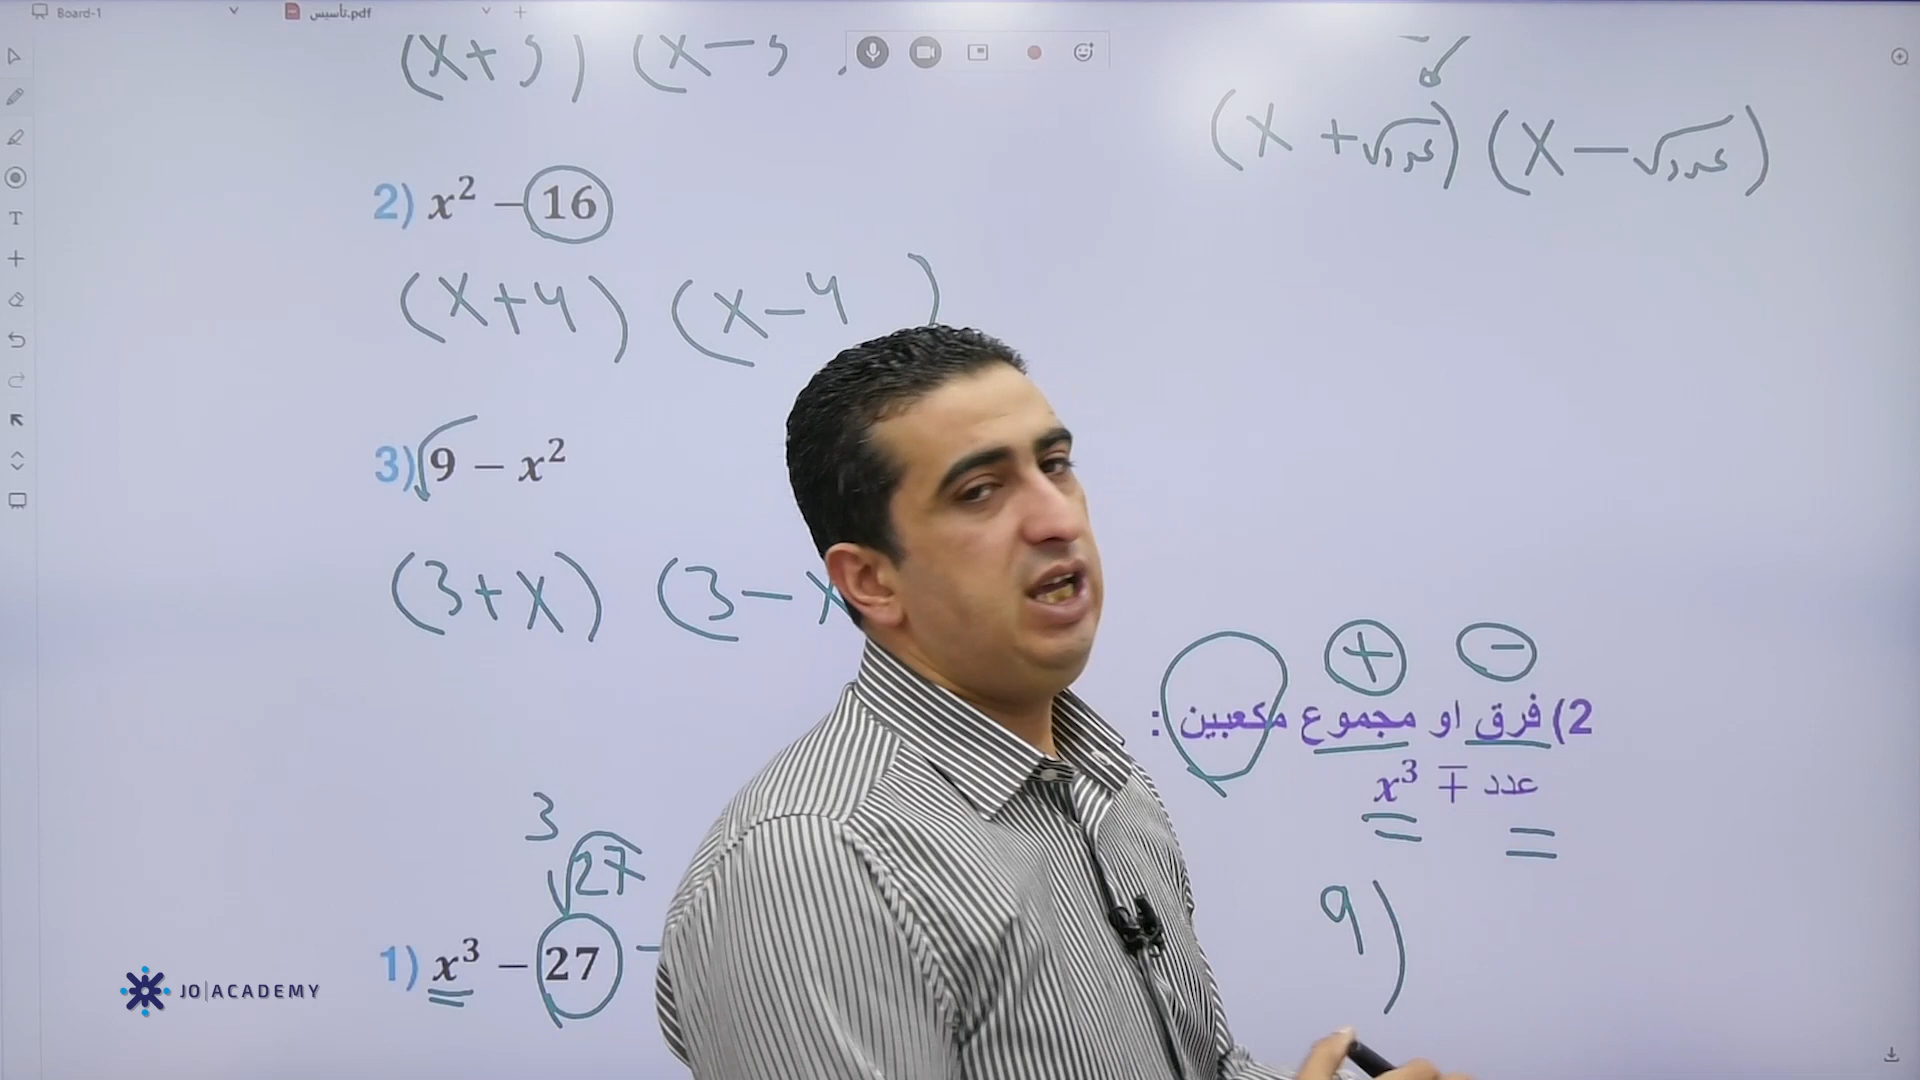 Board-1
تأسيس.pdf
(x+5) (x-5
(x +√عدد) (x-√عدد)
2) x² - 16
(x+4) (x-4 )
3) √9 - x²
(3+x) (3-x
+ -
2) فرق او مجموع مكعبين :
x³ ∓ عدد
3
√27
9)
1) x³ - 27 -
JO|ACADEMY